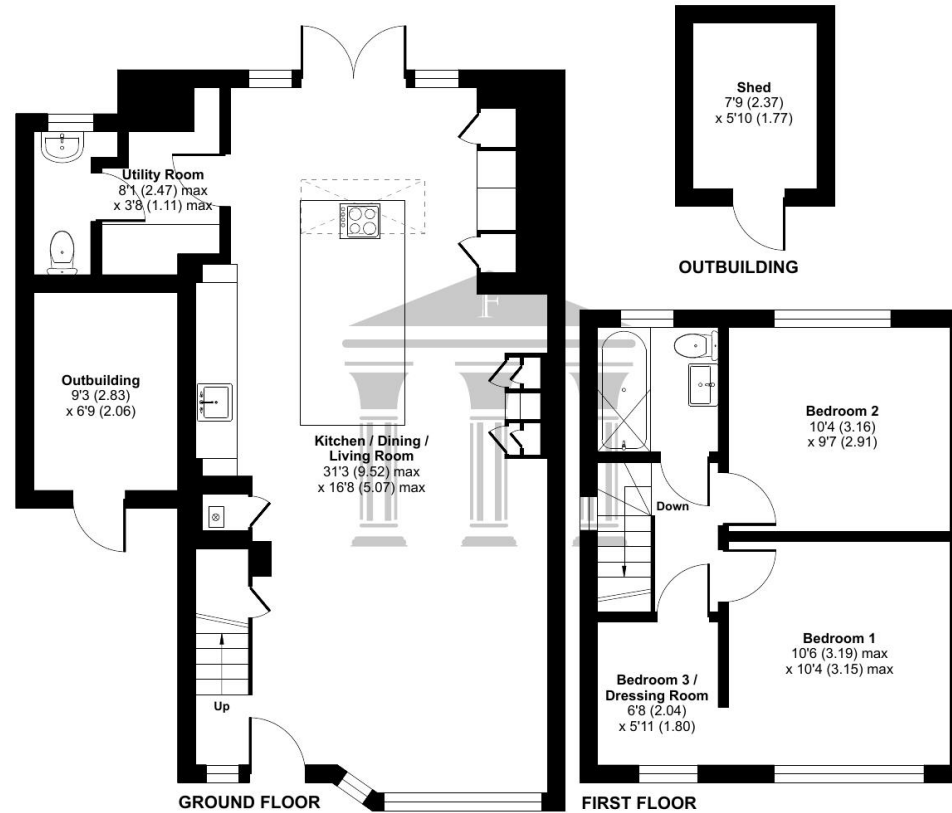 Shed
7'9 (2.37)
x 5'10 (1.77)
OUTBUILDING
Utility Room
8'1 (2.47) max
x 3'8 (1.11) max
F
Outbuilding
9'3 (2.83)
x 6'9 (2.06)
Kitchen / Dining /
Living Room
31'3 (9.52) max
x 16'8 (5.07) max
Up
GROUND FLOOR
Bedroom 2
10'4 (3.16)
x 9'7 (2.91)
Down
Bedroom 1
10'6 (3.19) max
x 10'4 (3.15) max
Bedroom 3 /
Dressing Room
6'8 (2.04)
x 5'11 (1.80)
FIRST FLOOR